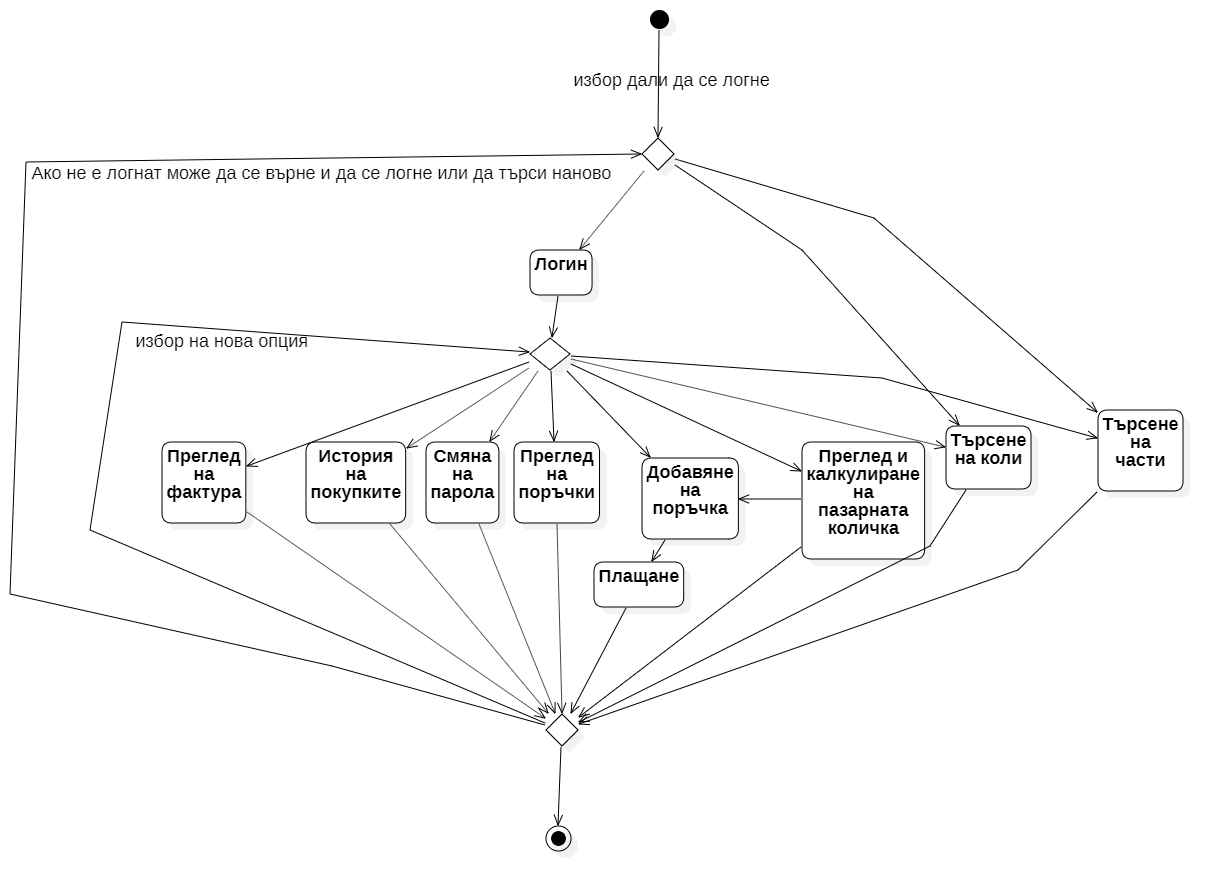 избор дали да се логне
Ако не е логнат може да се върне и да се логне или да търси наново
Логин
избор на нова опция
Преглед
на
фактура
История
на
покупките
Смяна
на
парола
Преглед
на
поръчки
Добавяне
на
поръчка
Преглед и
калкулиране
на
пазарната
количка
Търсене
на коли
Търсене
на
части
Плащане